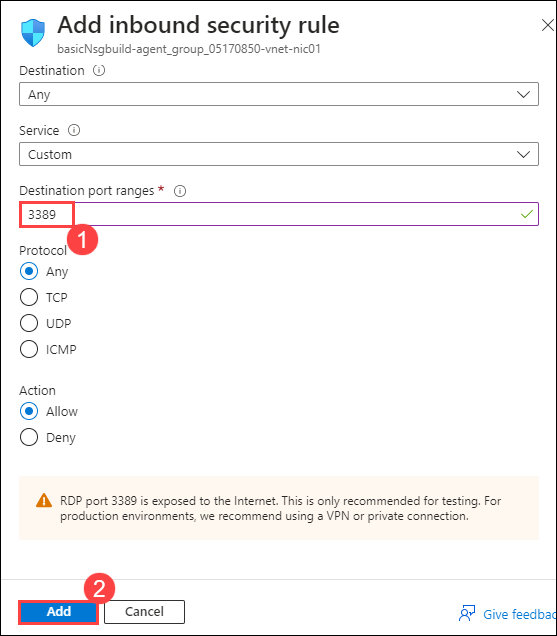 Add inbound security rule
basicNsgbuild-agent_group_05170850-vnet-nic01
Destination
Any
Service
Custom
Destination port ranges *
3389
1
Protocol
Any
TCP
UDP
ICMP
Action
Allow
Deny
RDP port 3389 is exposed to the Internet. This is only recommended for testing. For
production environments, we recommend using a VPN or private connection.
2
Add
Cancel
Give feedbac